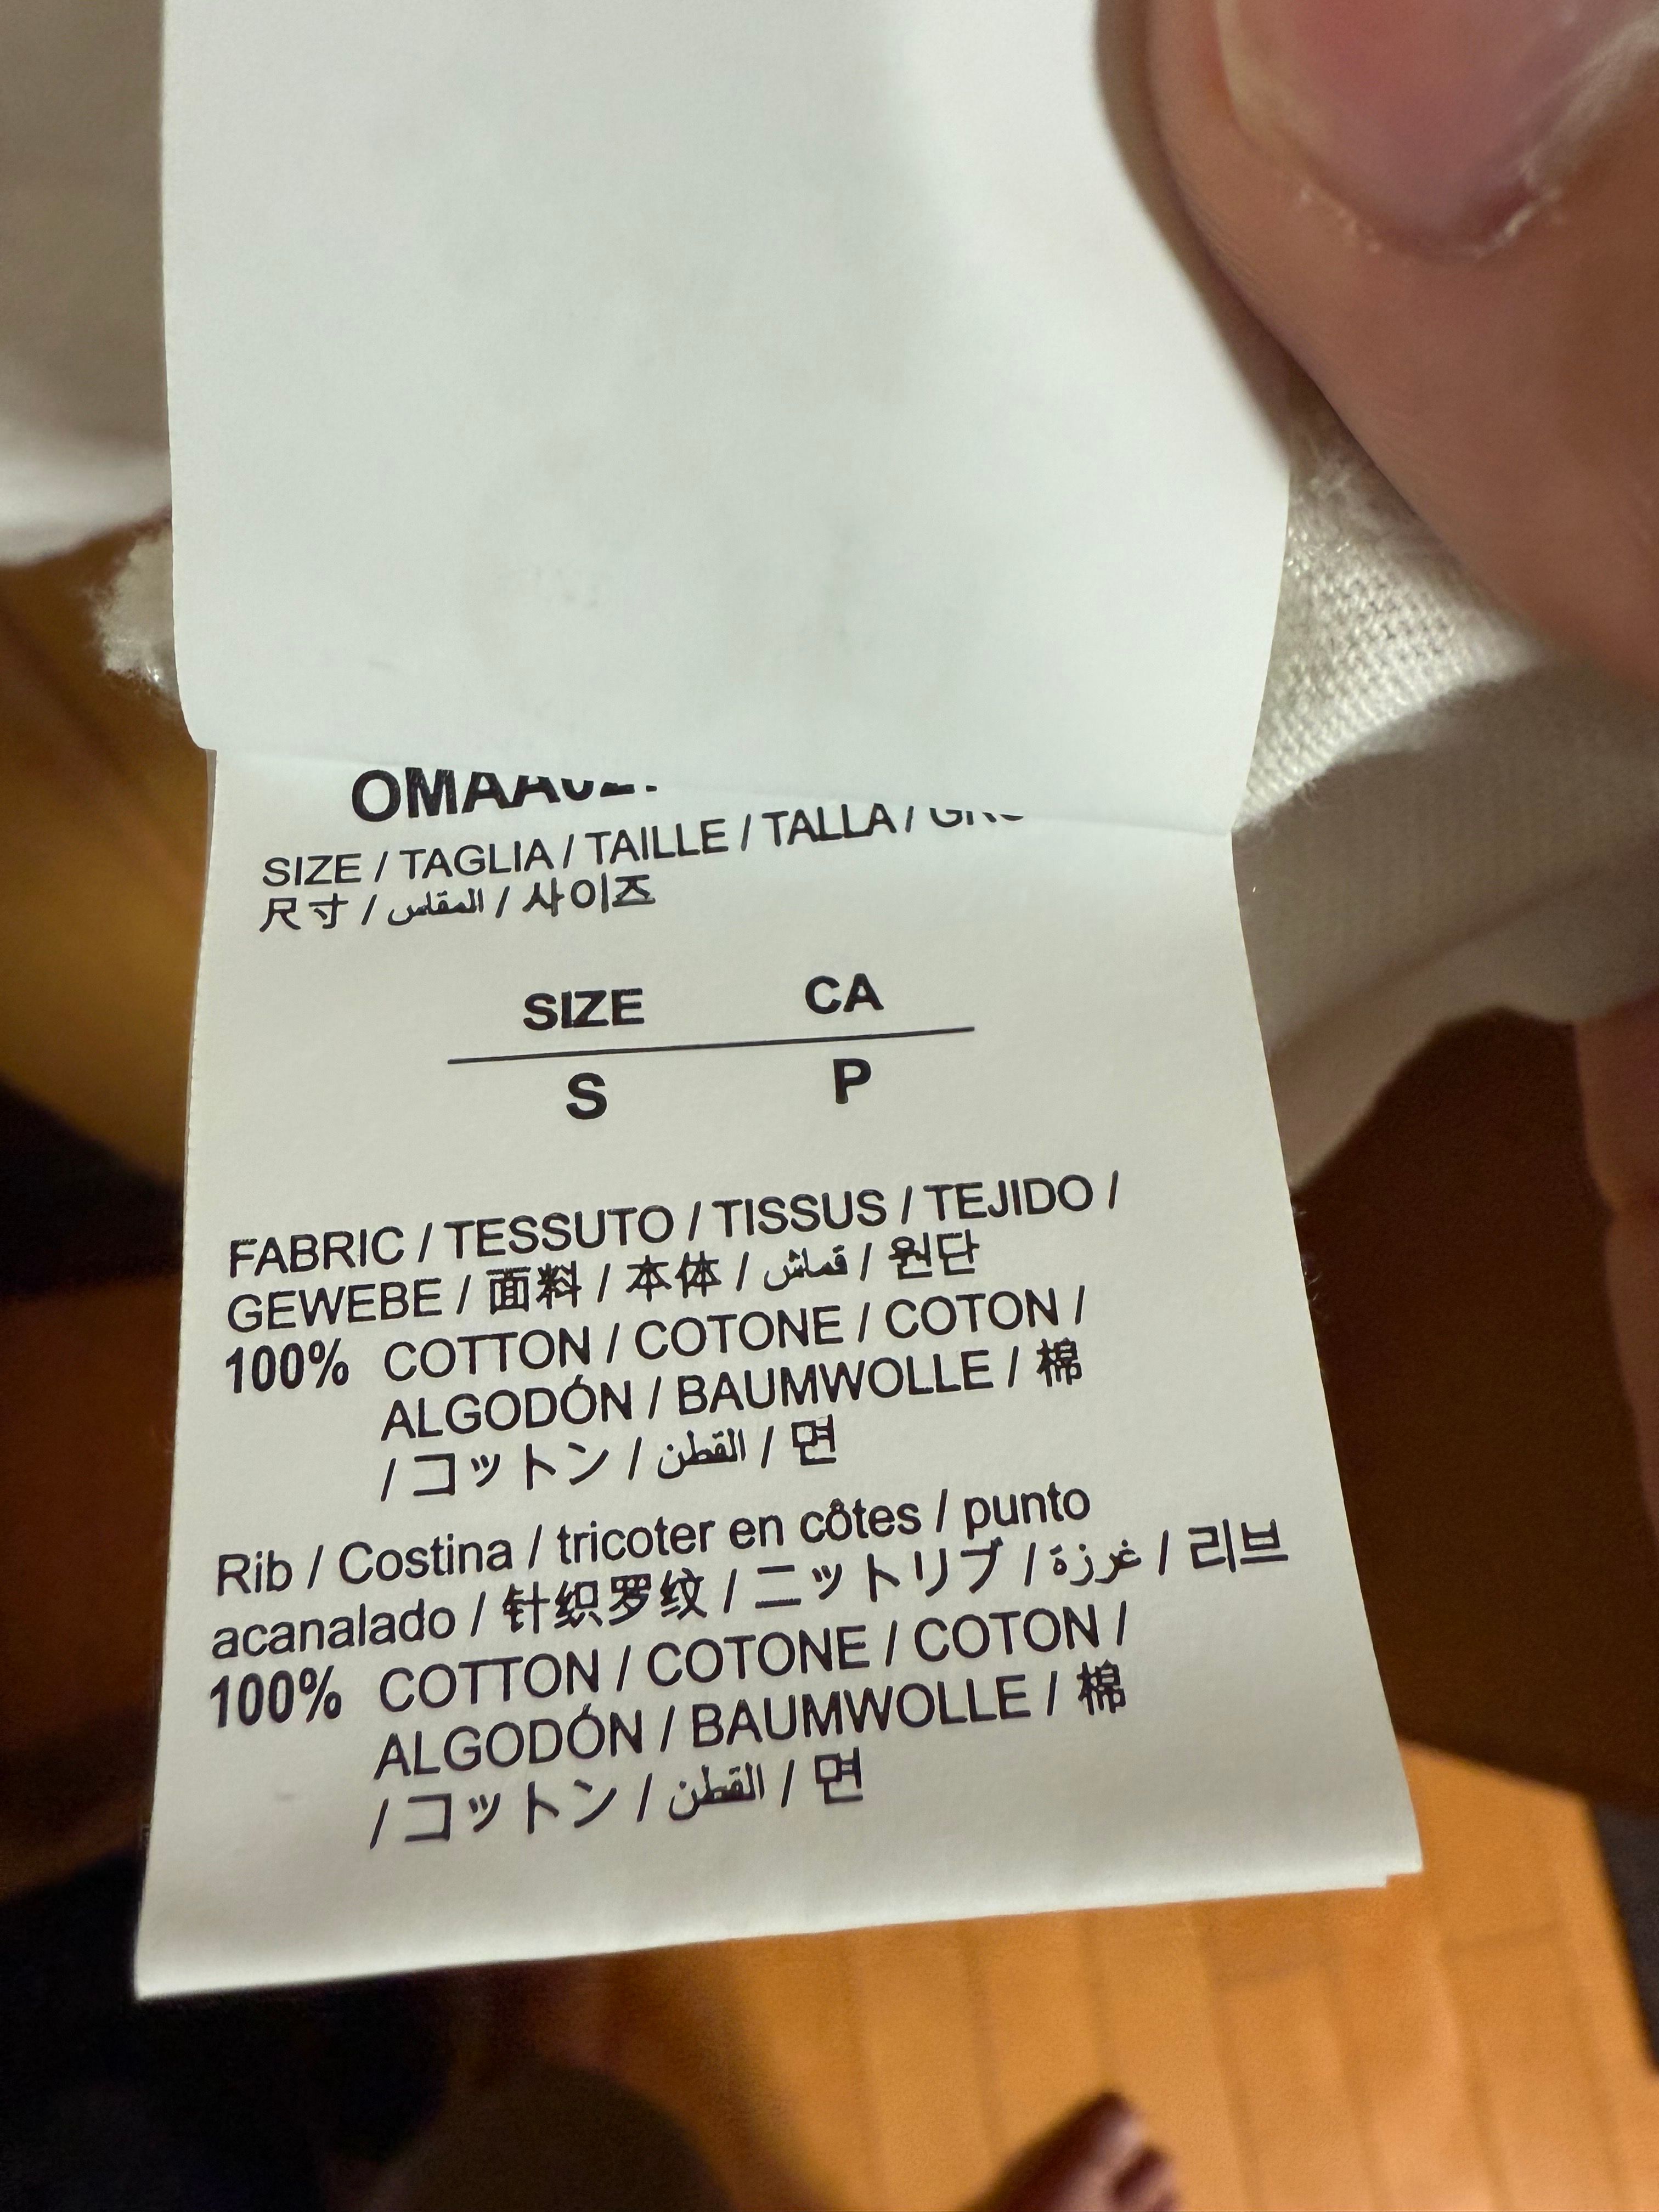 SIZE / TAGLIA / TAILLE / TALLA /
尺寸 / المقاس / 사이즈
SIZE CA
S P
FABRIC / TESSUTO / TISSUS / TEJIDO /
GEWEBE / 面料 / 本体 / قماش / 원단
100% COTTON / COTONE / COTON /
ALGODÓN / BAUMWOLLE / 棉
/ コットン / القطن / 면
Rib / Costina / tricoter en côtes / punto
acanalado / 针织罗纹 / ニットリブ / غرزة / 리브
100% COTTON / COTONE / COTON /
ALGODÓN / BAUMWOLLE / 棉
/ コットン / القطن / 면